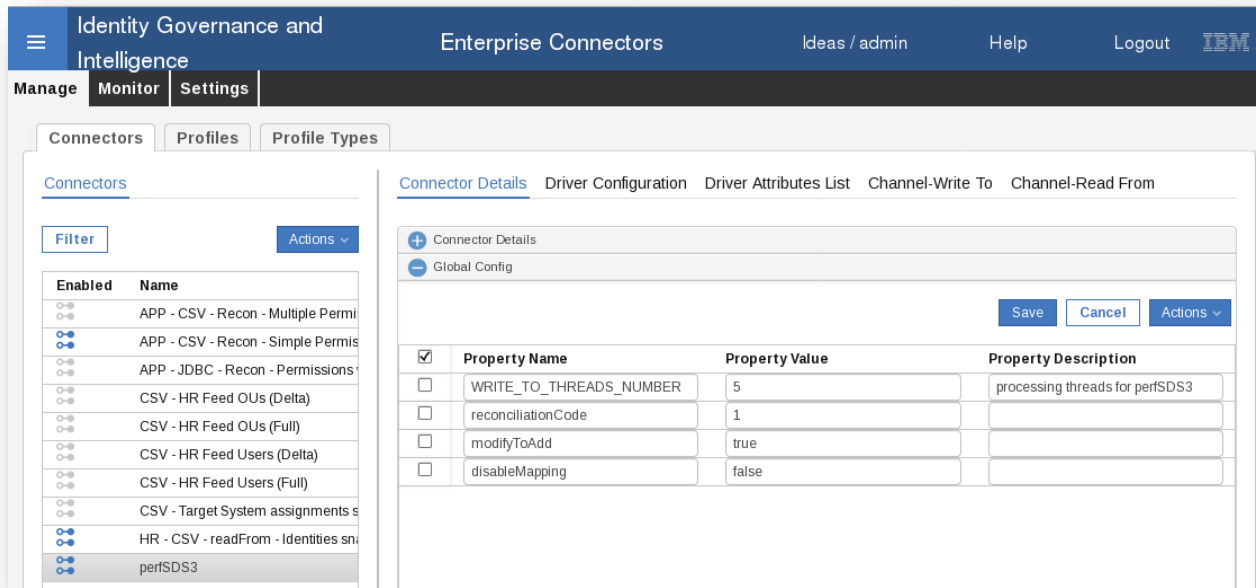 Identity Governance and
Intelligence
Enterprise Connectors
Ideas / admin
Help
Logout
IBM
Manage
Monitor
Settings
Connectors
Profiles
Profile Types
Connectors
Filter
Actions
Enabled Name
APP - CSV - Recon - Multiple Permi
APP - CSV - Recon - Simple Permis
APP - JDBC - Recon - Permissions
CSV - HR Feed OUs (Delta)
CSV - HR Feed OUs (Full)
CSV - HR Feed Users (Delta)
CSV - HR Feed Users (Full)
CSV - Target System assignments s
HR - CSV - readFrom - Identities sna
perfSDS3
Connector Details
Driver Configuration
Driver Attributes List
Channel-Write To
Channel-Read From
Connector Details
Global Config
Save
Cancel
Actions
Property Name Property Value Property Description
WRITE_TO_THREADS_NUMBER 5 processing threads for perfSDS3
reconciliationCode 1
modifyToAdd true
disableMapping false